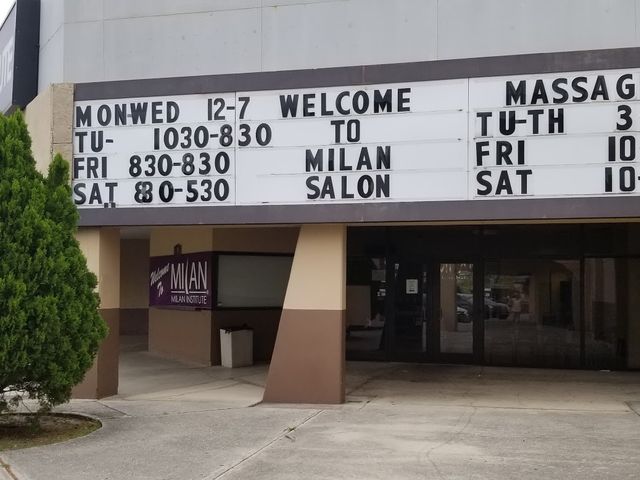 MON-WED 12-7
TU- 1030-830
FRI 830-830
SAT 830-530
WELCOME
TO
MILAN
SALON
MASSAG
TU-TH 3
FRI 10
SAT 10-
Welcome
To
MILAN
MILAN INSTITUTE